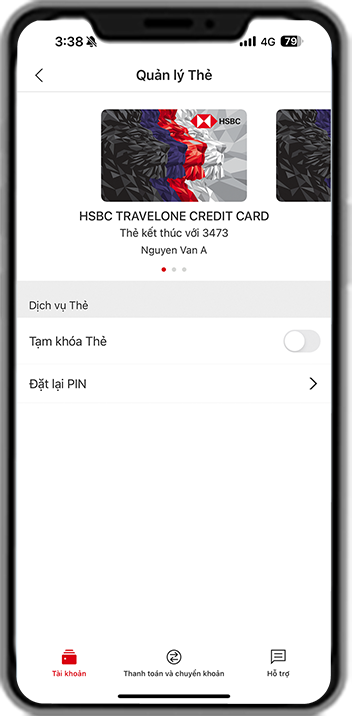 3:38
4G
79
Quản lý Thẻ
HSBC
HSBC TRAVELONE CREDIT CARD
Thẻ kết thúc với 3473
Nguyen Van A
Dịch vụ Thẻ
Tạm khóa Thẻ
Đặt lại PIN
Tài khoản
Thanh toán và chuyển khoản
Hỗ trợ